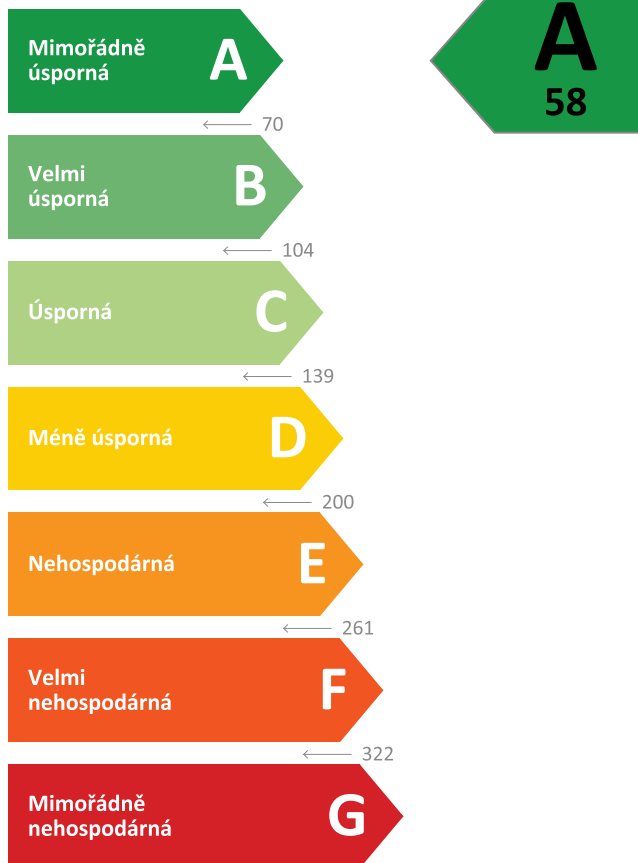 Mimořádně
úsporná
A
A
58
70
Velmi
úsporná
B
104
Úsporná
C
139
Méně úsporná
D
200
Nehospodárná
E
261
Velmi
nehospodárná
F
322
Mimořádně
nehospodárná
G